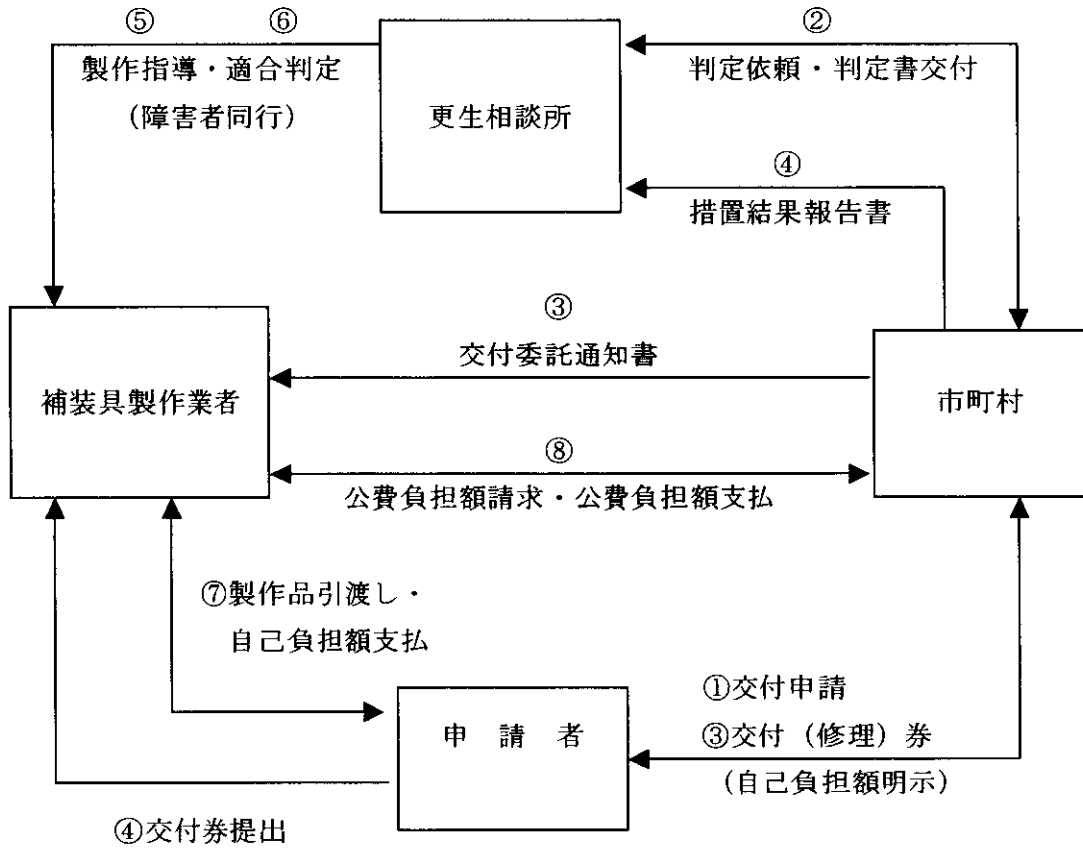 ⑤ ⑥
製作指導・適合判定
（障害者同行）
更生相談所
②
判定依頼・判定書交付
④
措置結果報告書
③
交付委託通知書
補装具製作業者
市町村
⑧
公費負担額請求・公費負担額支払
⑦製作品引渡し・
自己負担額支払
申 請 者
①交付申請
③交付（修理）券
（自己負担額明示）
④交付券提出